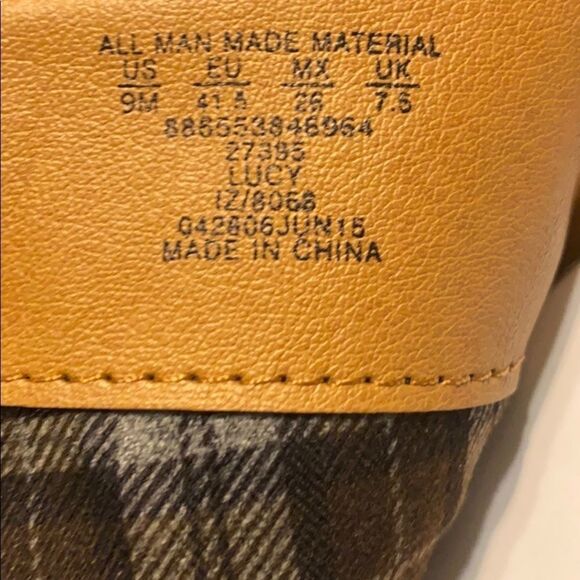 ALL MAN MADE MATERIAL
US EU MX UK
9M 41.5 26 7.5
886553846964
27395
LUCY
IZ/8068
042806JUN15
MADE IN CHINA